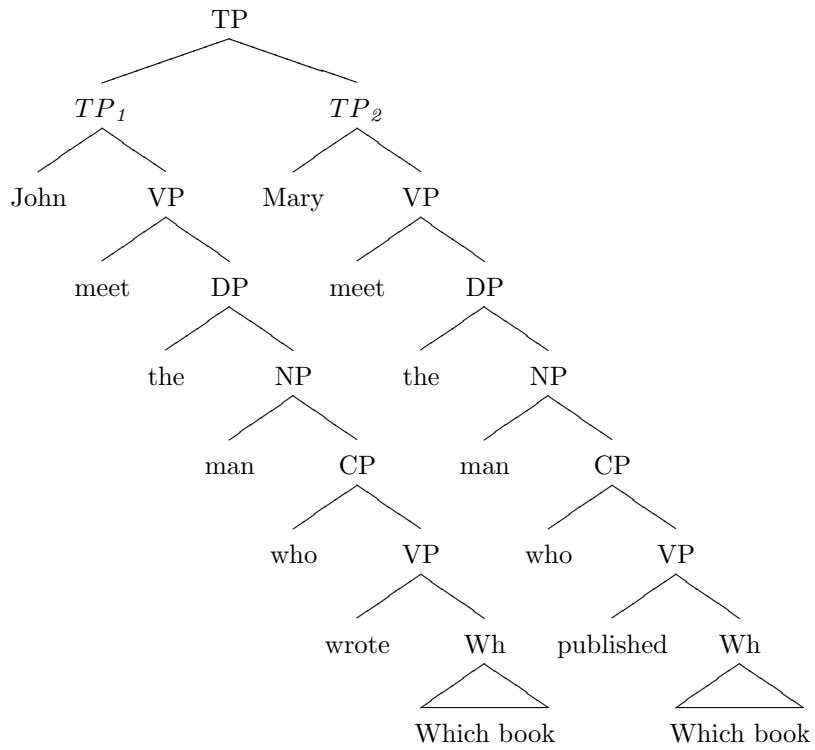 TP
TP1 TP2
John VP Mary VP
meet DP meet DP
the NP the NP
man CP man CP
who VP who VP
wrote Wh published Wh
Which book Which book